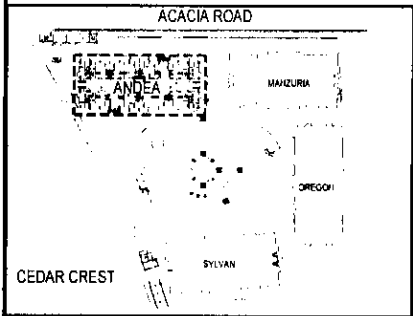 ACACIA ROAD
ANDEA
MANZURIA
OREGON
SYLVAN
CEDAR CREST